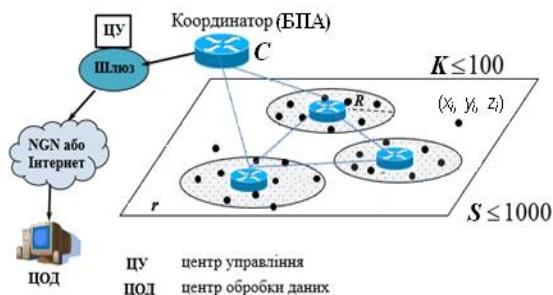 Координатор (БПА)
ЦУ
Шлюз
C
K ≤ 100
R
(xᵢ, yᵢ, zᵢ)
NGN або
Інтернет
r
S ≤ 1000
ЦОД
ЦУ центр управління
ЦОД центр обробки даних